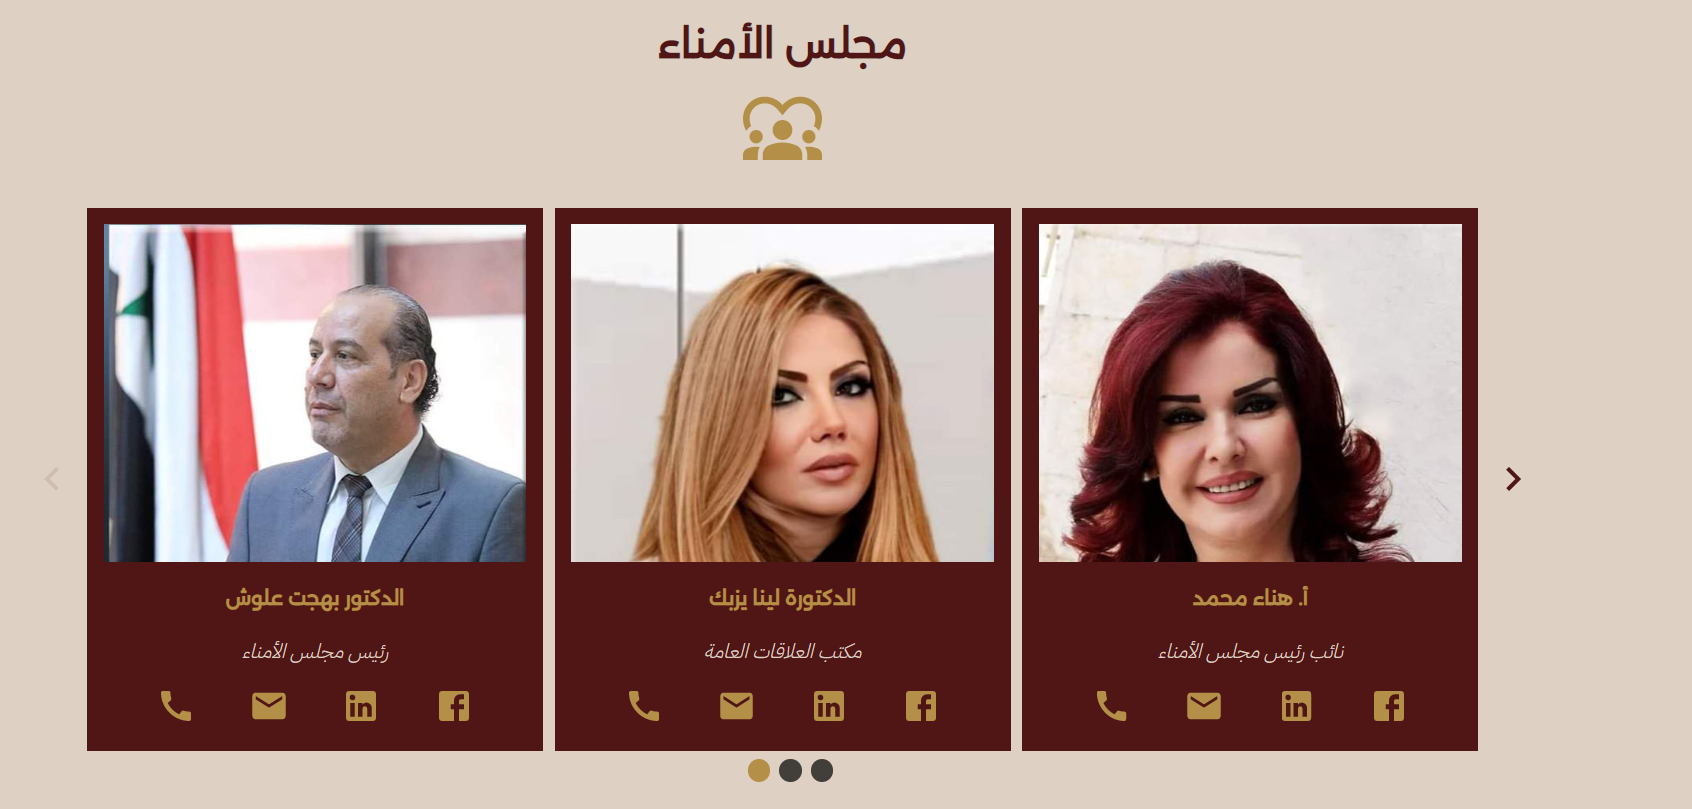 مجلس الأمناء
أ. هناء محمد
نائب رئيس مجلس الأمناء
الدكتورة لينا يزبك
مكتب العلاقات العامة
الدكتور بهجت علوش
رئيس مجلس الأمناء